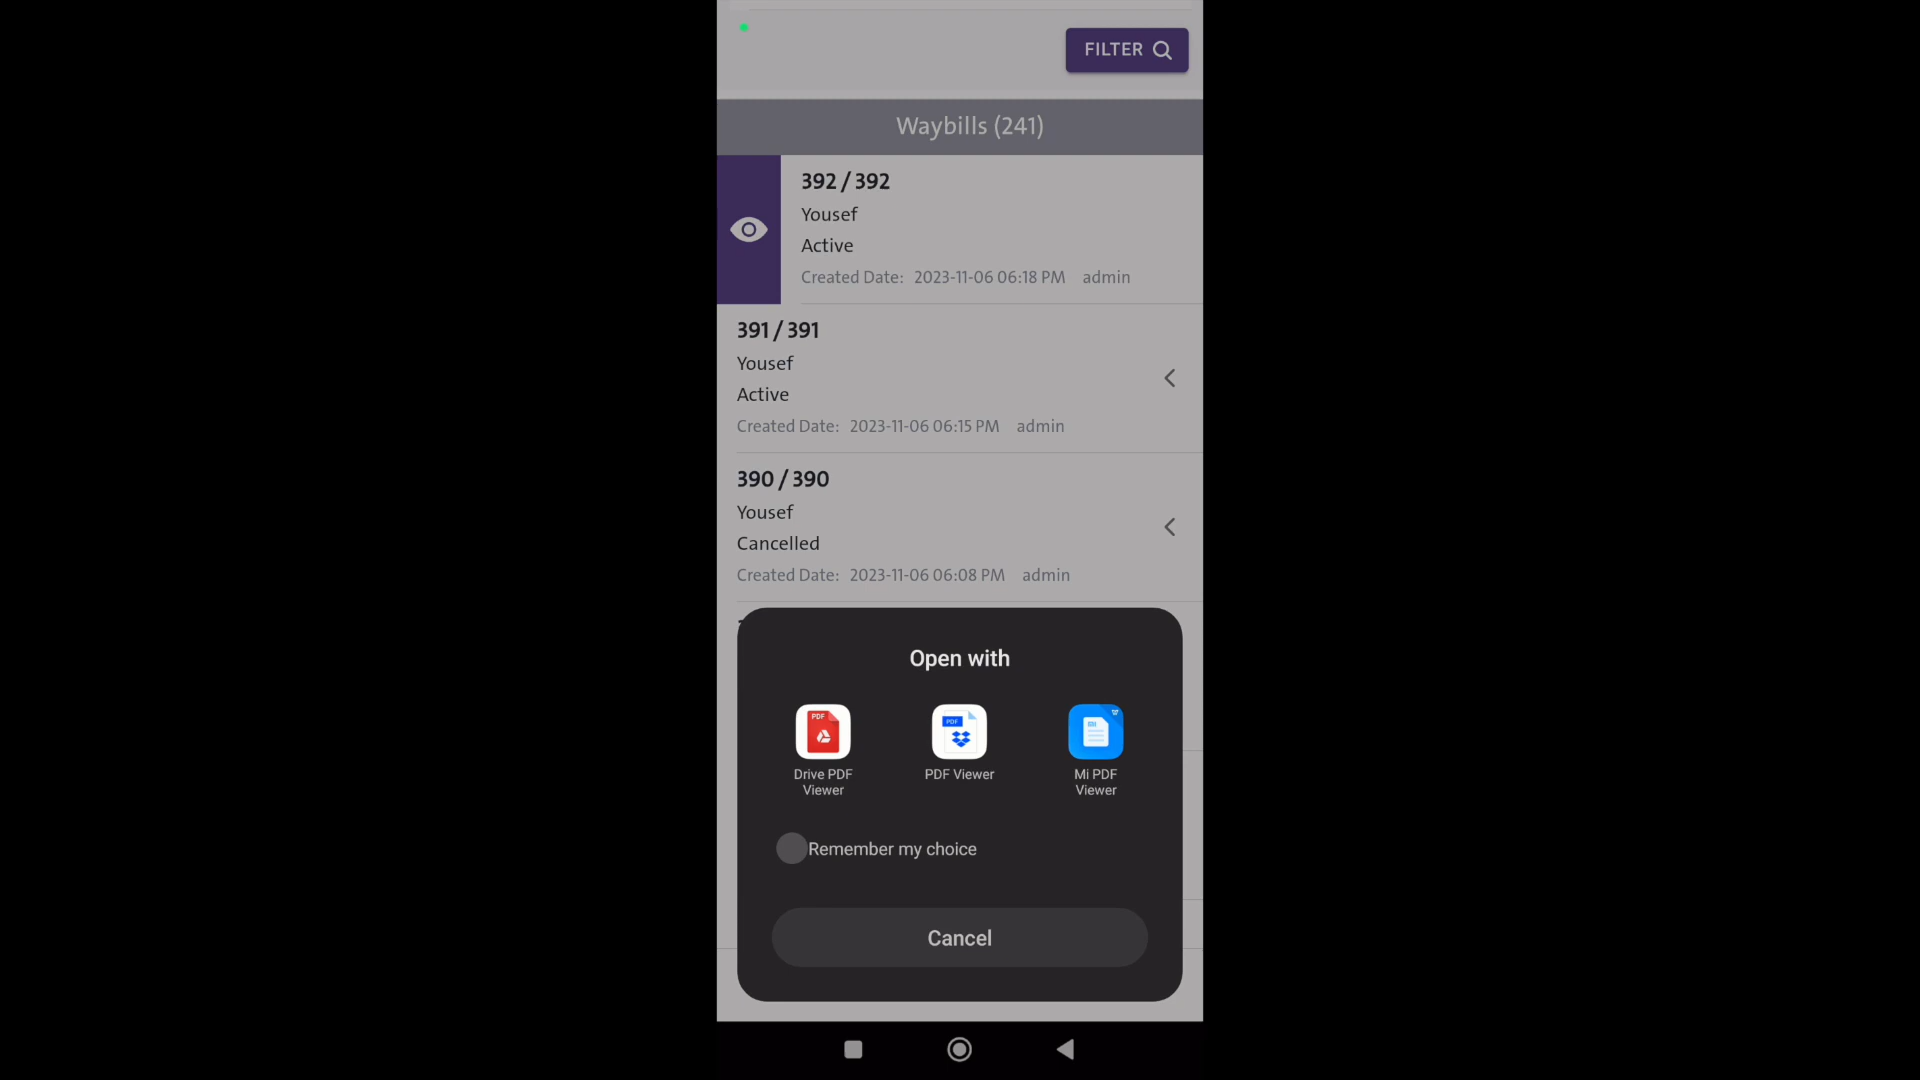 FILTER
Waybills (241)
392 / 392
Yousef
Active
Created Date: 2023-11-06 06:18 PM admin
391 / 391
Yousef
Active
Created Date: 2023-11-06 06:15 PM admin
390 / 390
Yousef
Cancelled
Created Date: 2023-11-06 06:08 PM admin
Open with
PDF
PDF
Drive PDF
Viewer
PDF Viewer
Mi PDF
Viewer
Remember my choice
Cancel